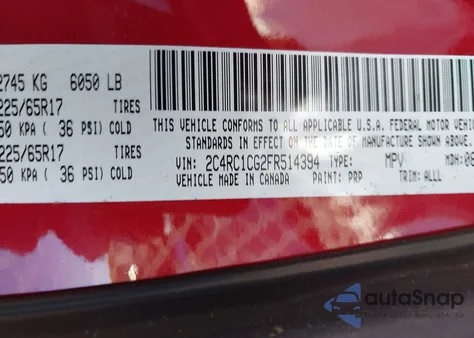 2745 KG 6050 LB
225/65R17 TIRES
50 KPA ( 36 PSI) COLD
225/65R17 TIRES
50 KPA ( 36 PSI) COLD
THIS VEHICLE CONFORMS TO ALL APPLICABLE U.S.A. FEDERAL MOTOR
STANDARDS IN EFFECT ON THE DATE OF MANUFACTURE SHOWN ABOVE.
VIN: 2C4RC1CG2FR514394 TYPE: MPV MDH:
VEHICLE MADE IN CANADA PAINT: PRP TRIM: ALLL
autoSnap